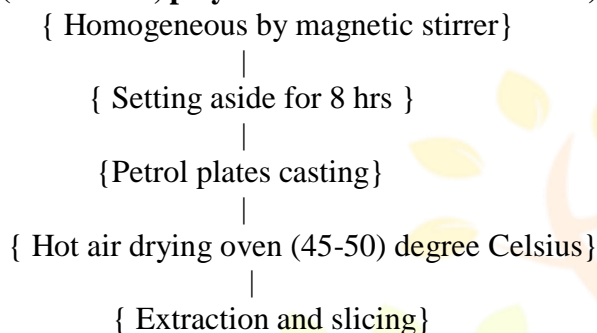 { Homogeneous by magnetic stirrer}
|
{ Setting aside for 8 hrs }
|
{Petrol plates casting}
|
{ Hot air drying oven (45-50) degree Celsius}
|
{ Extraction and slicing}